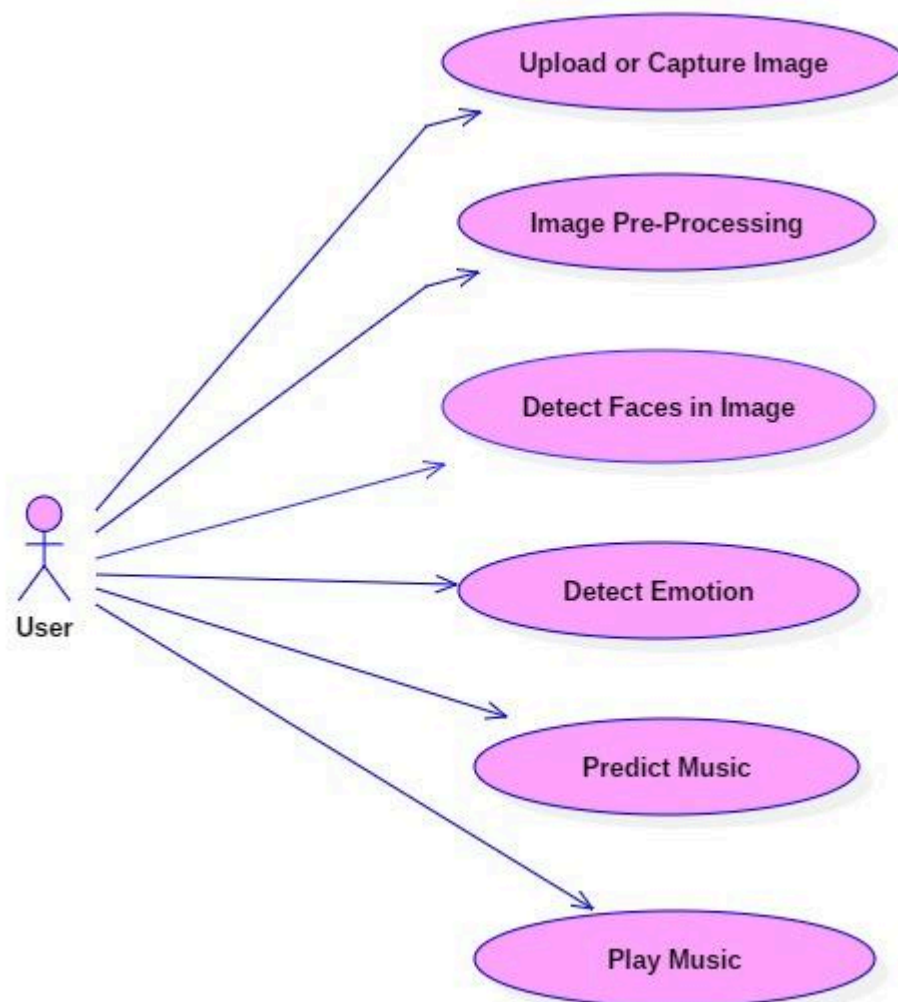 Upload or Capture Image
Image Pre-Processing
Detect Faces in Image
Detect Emotion
User
Predict Music
Play Music